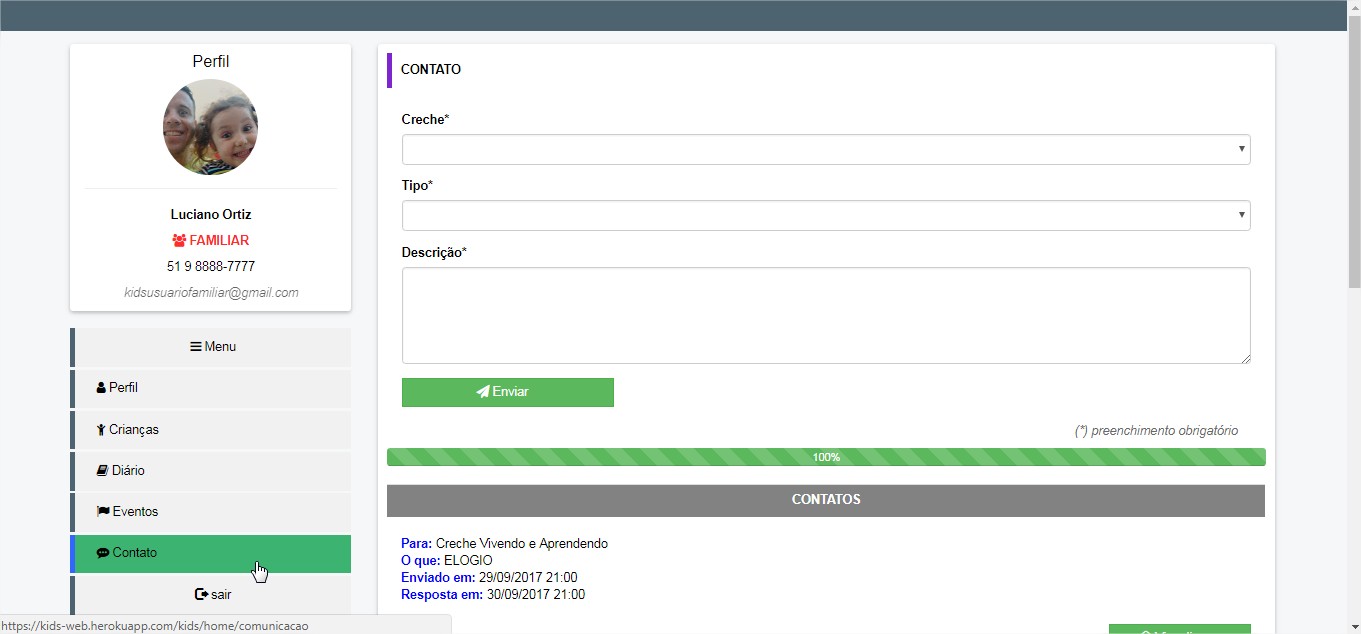 Perfil
Luciano Ortiz
FAMILIAR
51 9 8888-7777
kidsusuariofamiliar@gmail.com
Menu
Perfil
Crianças
Diário
Eventos
Contato
sair
CONTATO
Creche*
Tipo*
Descrição*
Enviar
(*) preenchimento obrigatório
100%
CONTATOS
Para: Creche Vivendo e Aprendendo
O que: ELOGIO
Enviado em: 29/09/2017 21:00
Resposta em: 30/09/2017 21:00
https://kids-web.herokuapp.com/kids/home/comunicacao